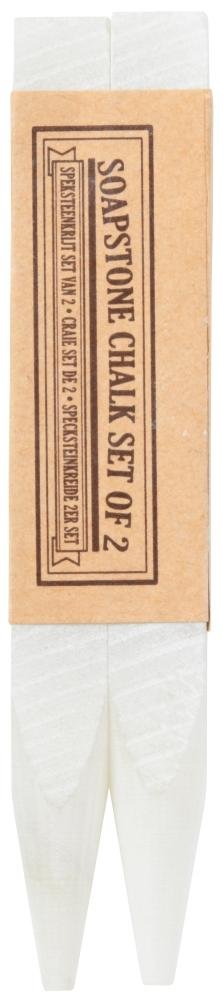 SOAPSTONE CHALK SET OF 2
SPEKSTEENKRIJT SET VAN 2 • CRAIE SET DE 2 • SPECKSTEINKREIDE 2ER SET